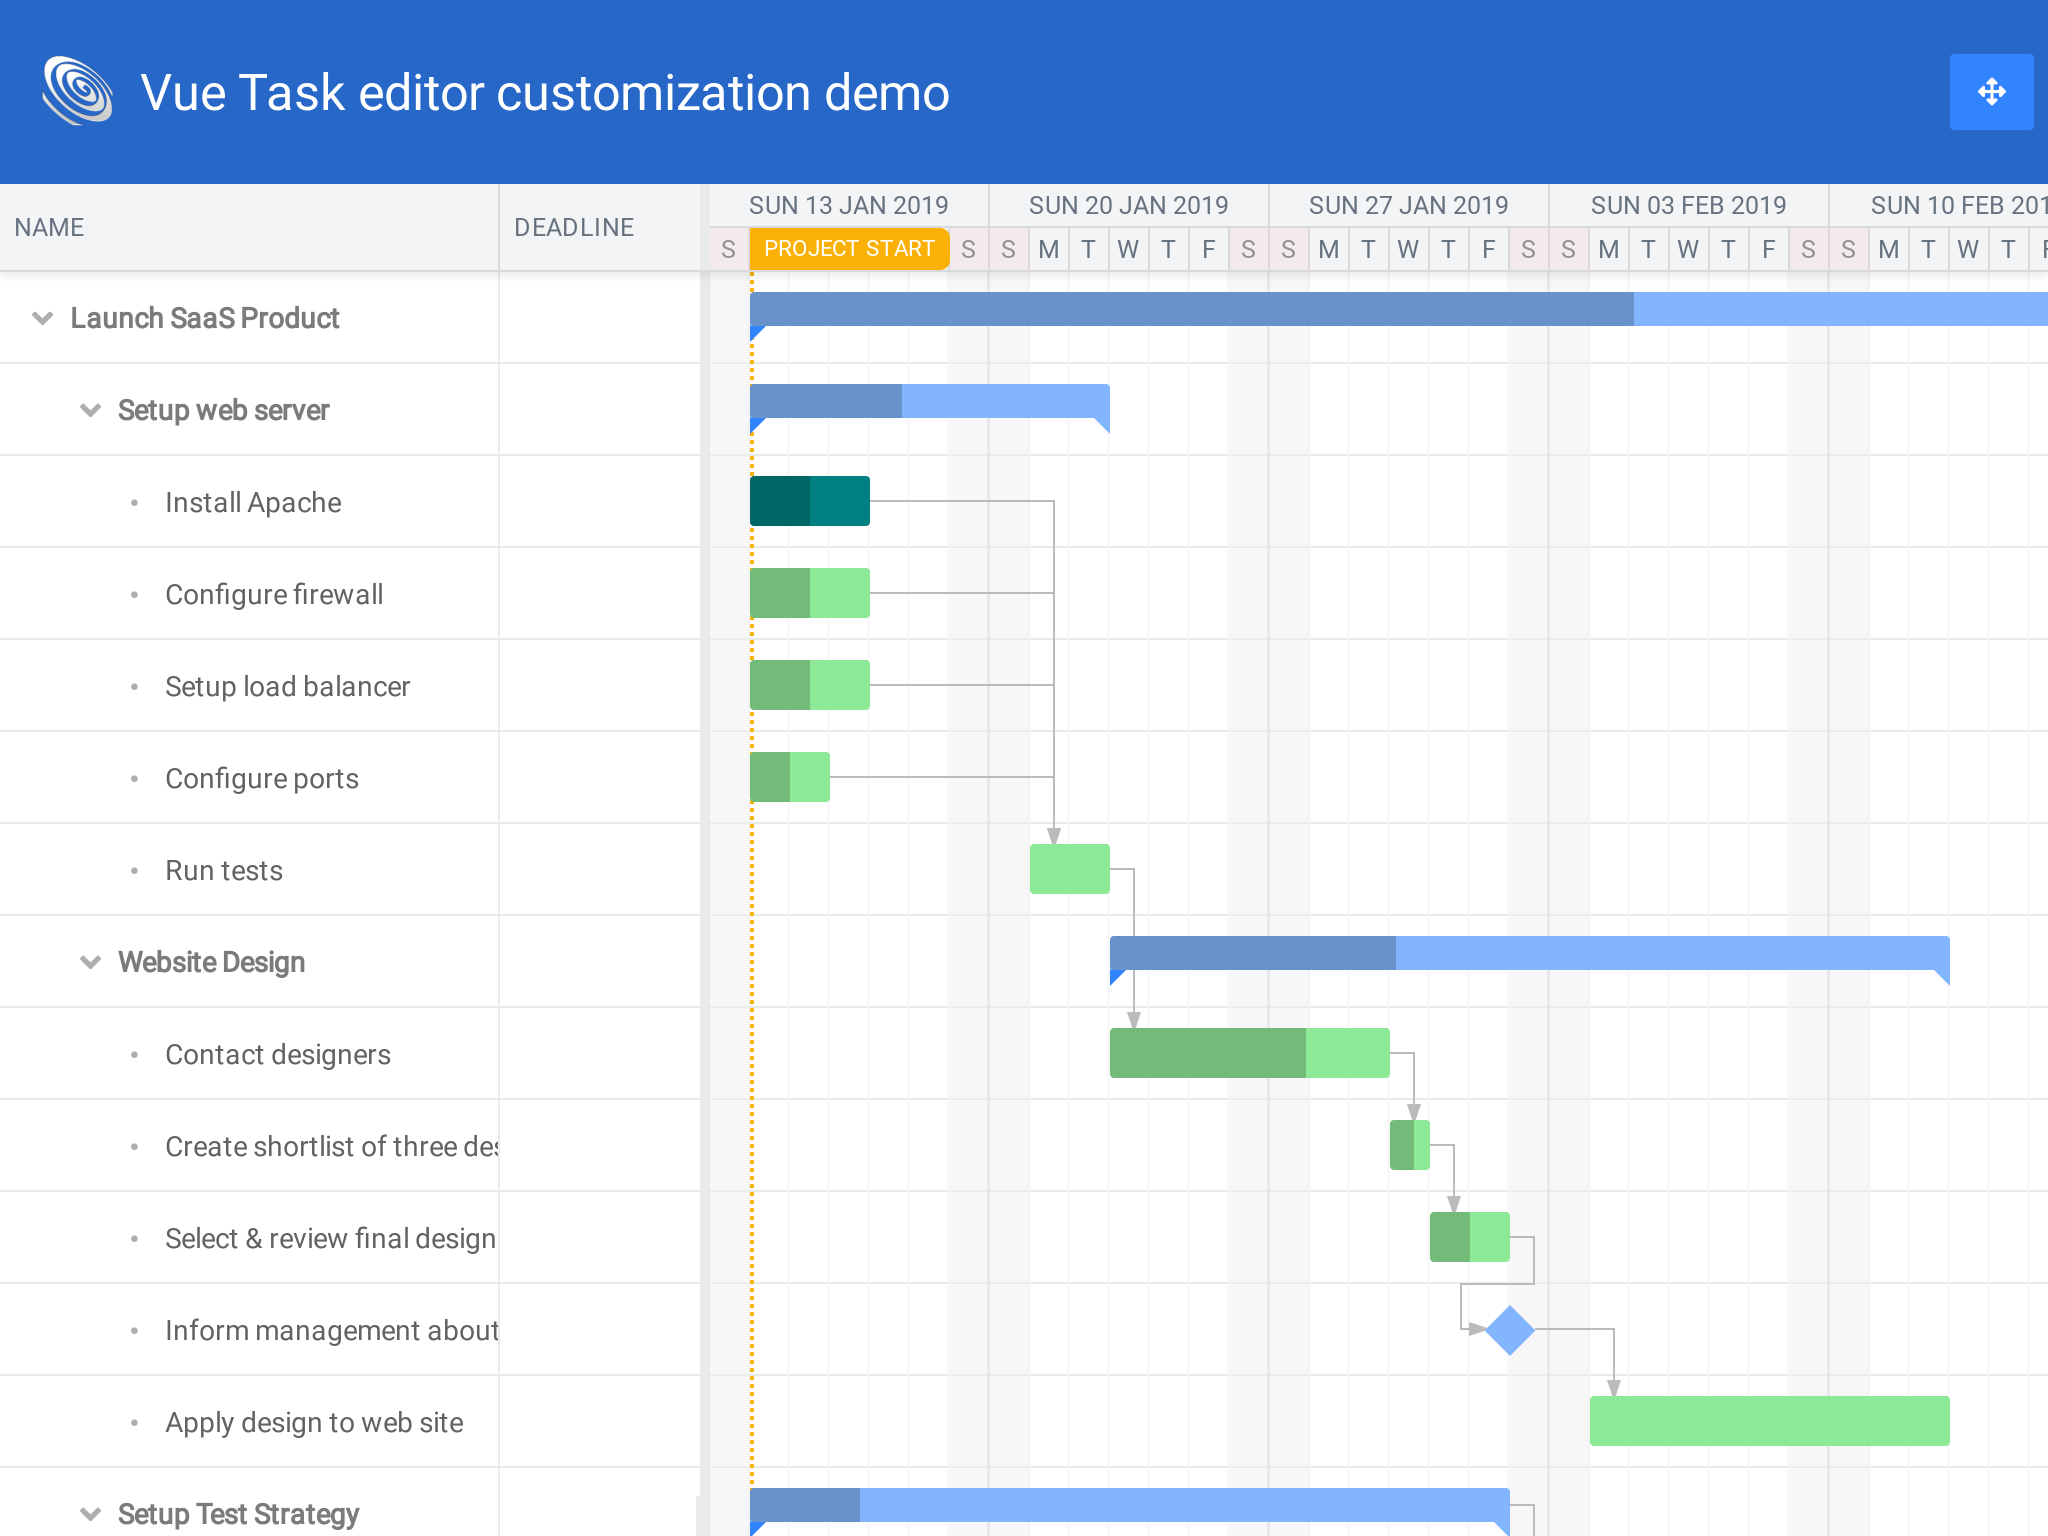 Vue Task editor customization demo
NAME
DEADLINE
SUN 13 JAN 2019
SUN 20 JAN 2019
SUN 27 JAN 2019
SUN 03 FEB 2019
SUN 10 FEB 201
S PROJECT START S S M T W T F S S M T W T F S S M T W T F S S M T W T F
Launch SaaS Product
Setup web server
Install Apache
Configure firewall
Setup load balancer
Configure ports
Run tests
Website Design
Contact designers
Create shortlist of three des
Select & review final design
Inform management about
Apply design to web site
Setup Test Strategy